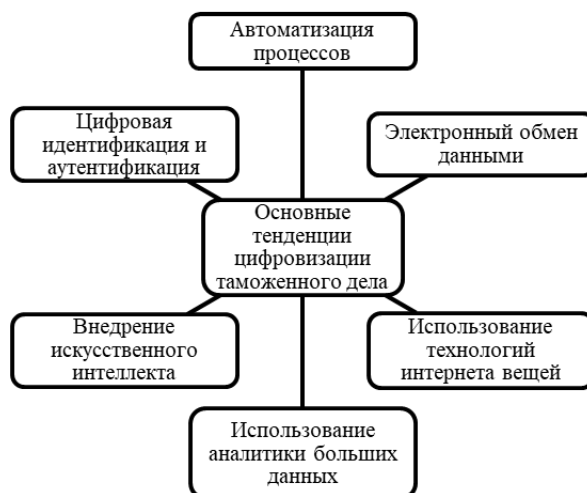 Автоматизация
процессов
Цифровая
идентификация и
аутентификация
Электронный обмен
данными
Основные
тенденции
цифровизации
таможенного дела
Внедрение
искусственного
интеллекта
Использование
технологий
интернета вещей
Использование
аналитики больших
данных